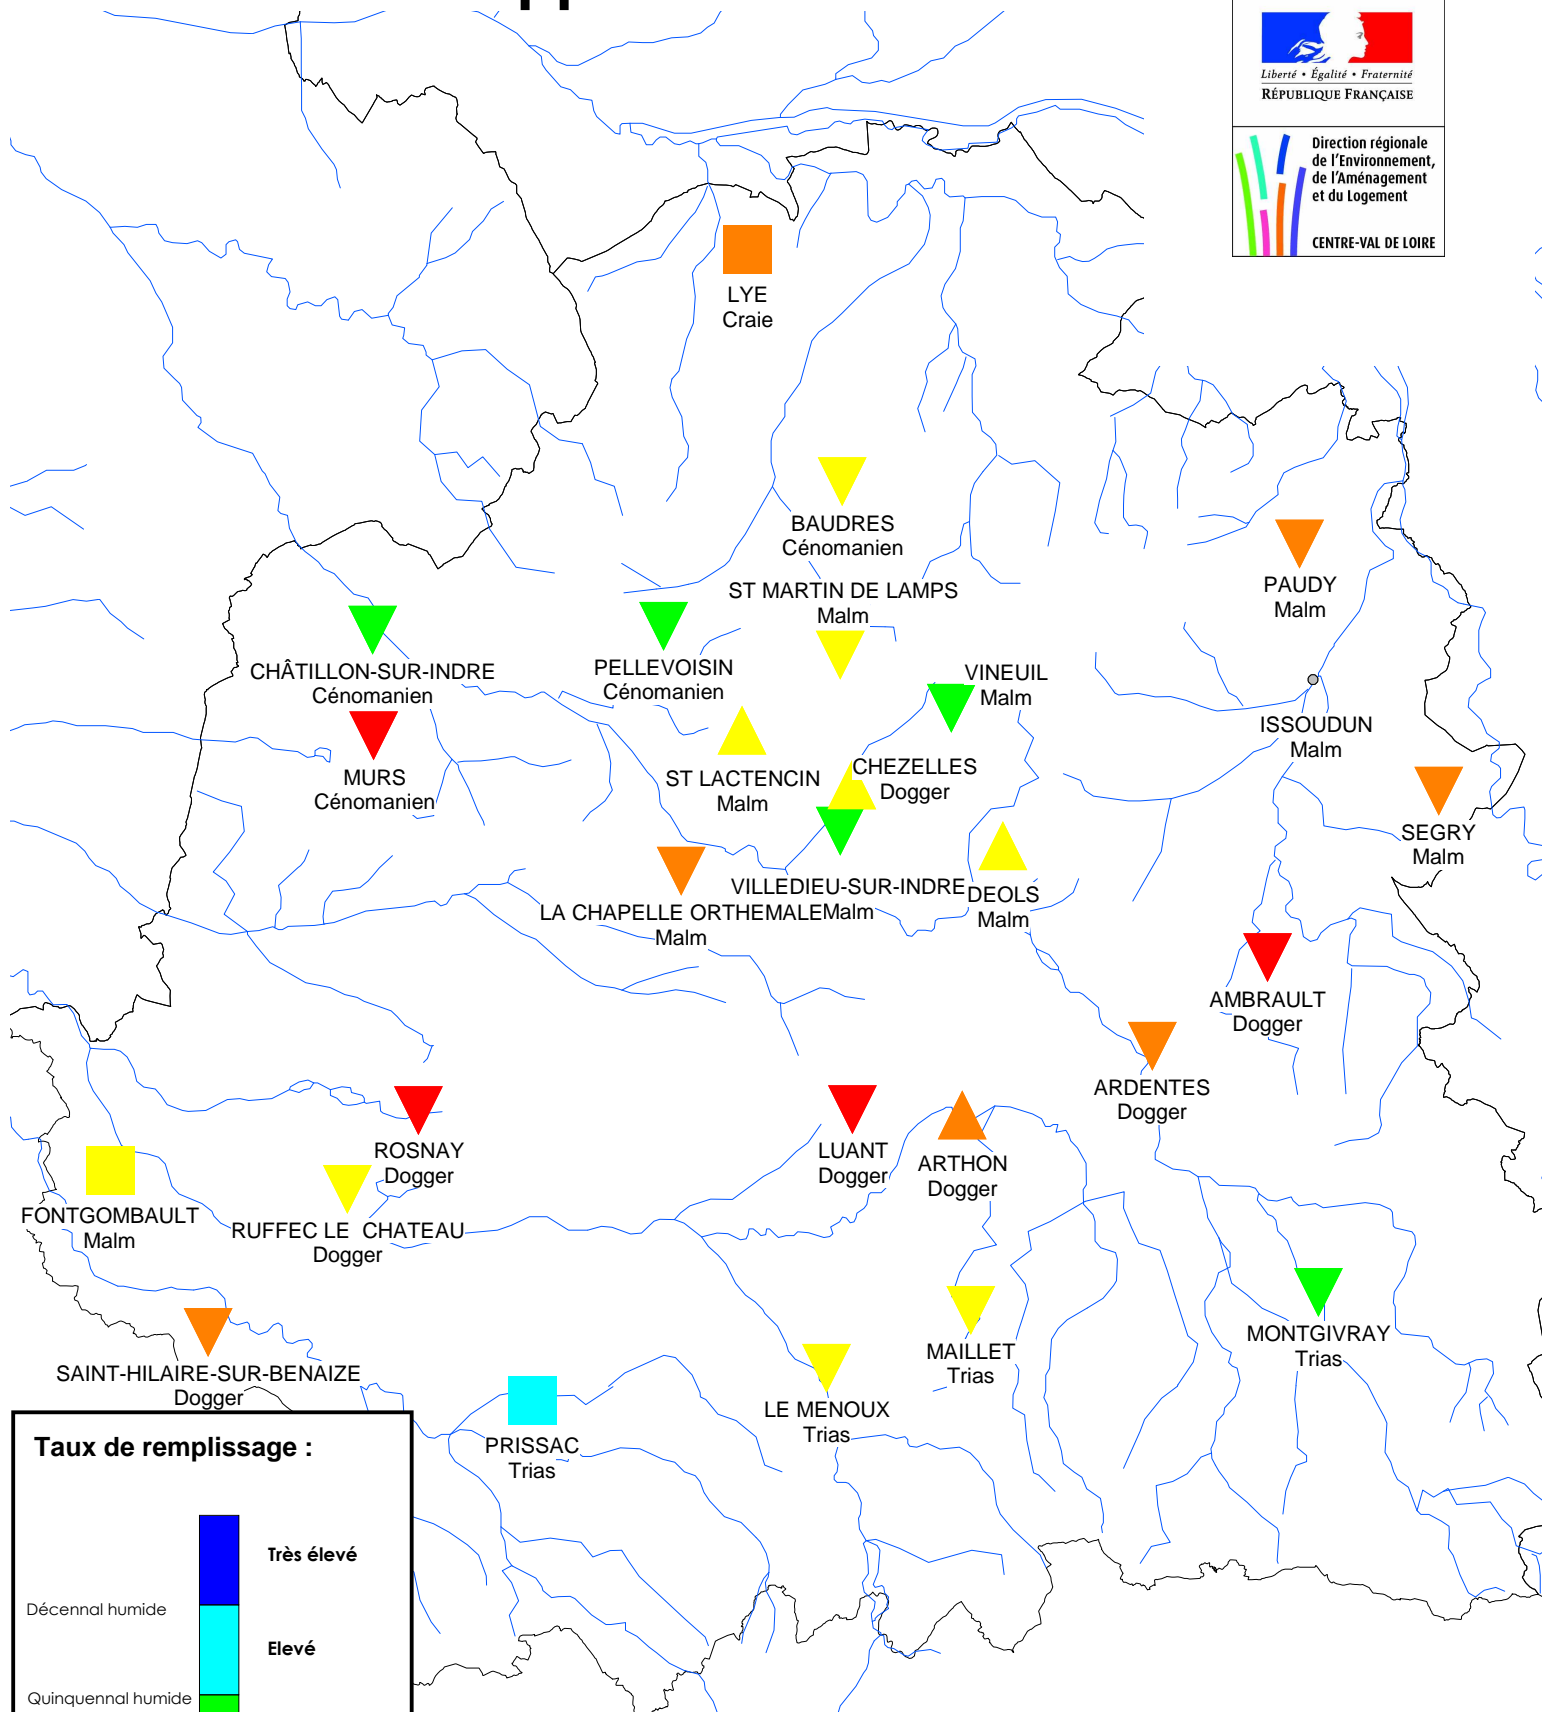 Liberté • Égalité • Fraternité
RÉPUBLIQUE FRANÇAISE
Direction régionale
de l'Environnement,
de l'Aménagement
et du Logement
CENTRE-VAL DE LOIRE
LYE
Craie
BAUDRES
Cénomanien
PAUDY
Malm
ST MARTIN DE LAMPS
Malm
CHÂTILLON-SUR-INDRE
Cénomanien
PELLEVOISIN
Cénomanien
VINEUIL
Malm
ISSOUDUN
Malm
MURS
Cénomanien
ST LACTENCIN
Malm
CHEZELLES
Dogger
SEGRY
Malm
VILLEDIEU-SUR-INDRE
Malm
DEOLS
Malm
LA CHAPELLE ORTHEMALE
Malm
AMBRAULT
Dogger
ARDENTES
Dogger
ROSNAY
Dogger
LUANT
Dogger
ARTHON
Dogger
FONTGOMBAULT
Malm
RUFFEC LE  CHATEAU
Dogger
MONTGIVRAY
Trias
MAILLET
Trias
SAINT-HILAIRE-SUR-BENAIZE
Dogger
LE MENOUX
Trias
PRISSAC
Trias
Taux de remplissage :
Très élevé
Décennal humide
Elevé
Quinquennal humide